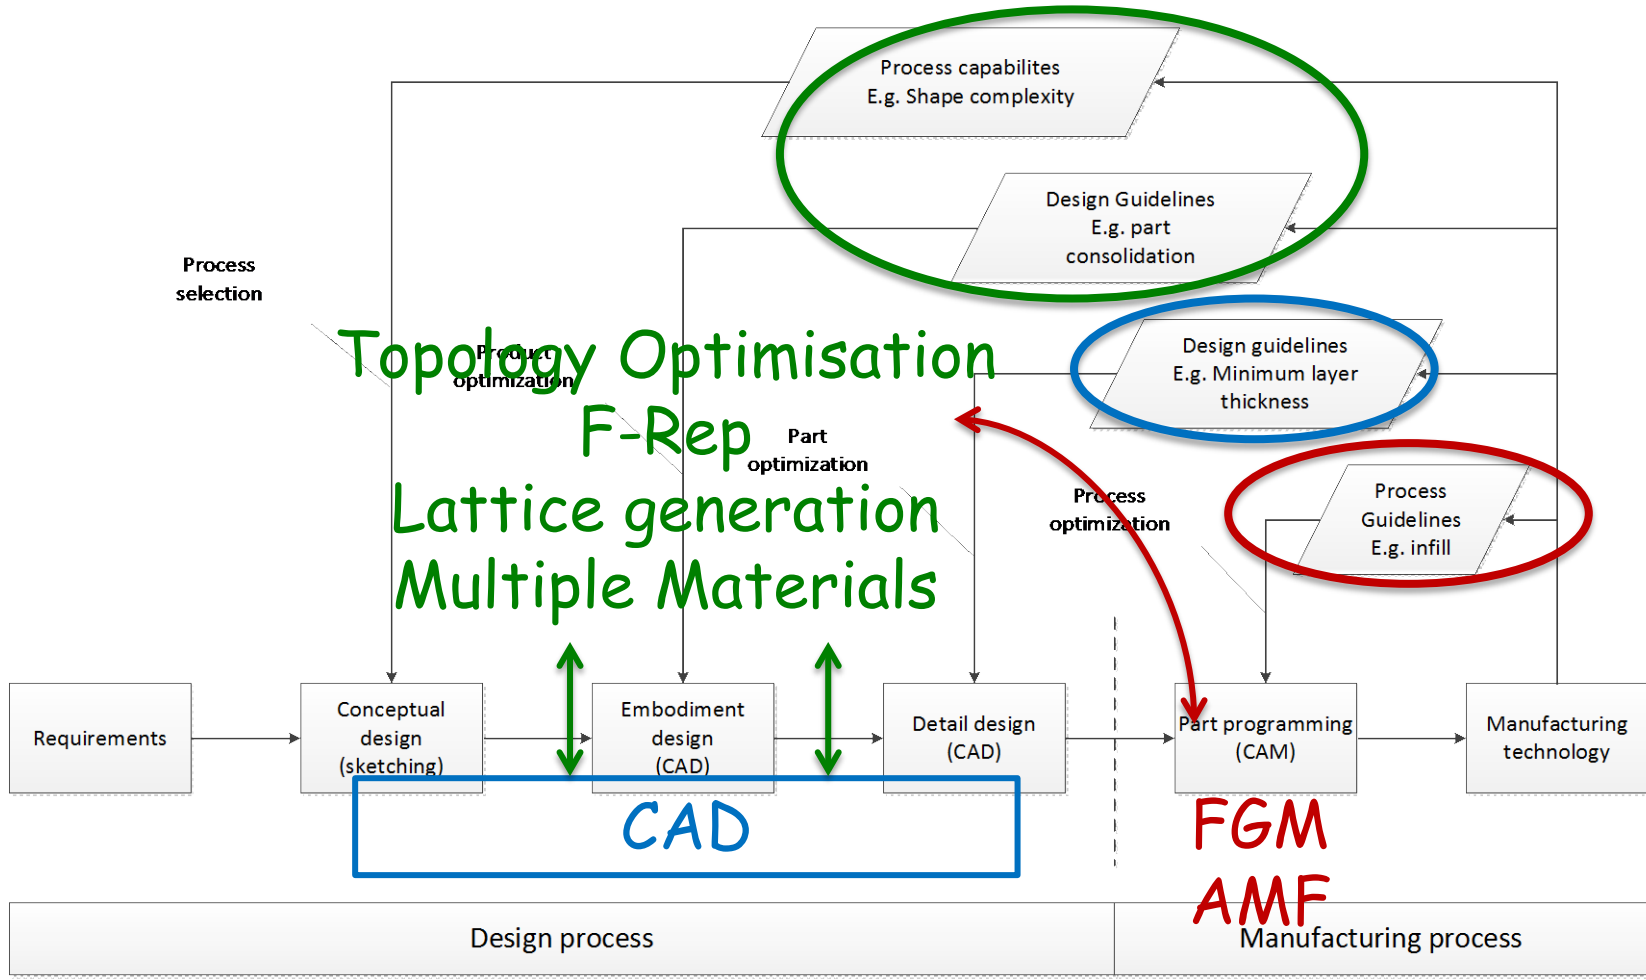 Process capabilites
E.g. Shape complexity
Design Guidelines
E.g. part
consolidation
Process
selection
Design guidelines
E.g. Minimum layer
thickness
Topology Optimisation
Product
optimization
F-Rep
Part
optimization
Lattice generation
Process
optimization
Process
Guidelines
E.g. infill
Multiple Materials
Requirements
Conceptual
design
(sketching)
Embodiment
design
(CAD)
Detail design
(CAD)
Part programming
(CAM)
Manufacturing
technology
CAD
FGM
AMF
Design process
Manufacturing process